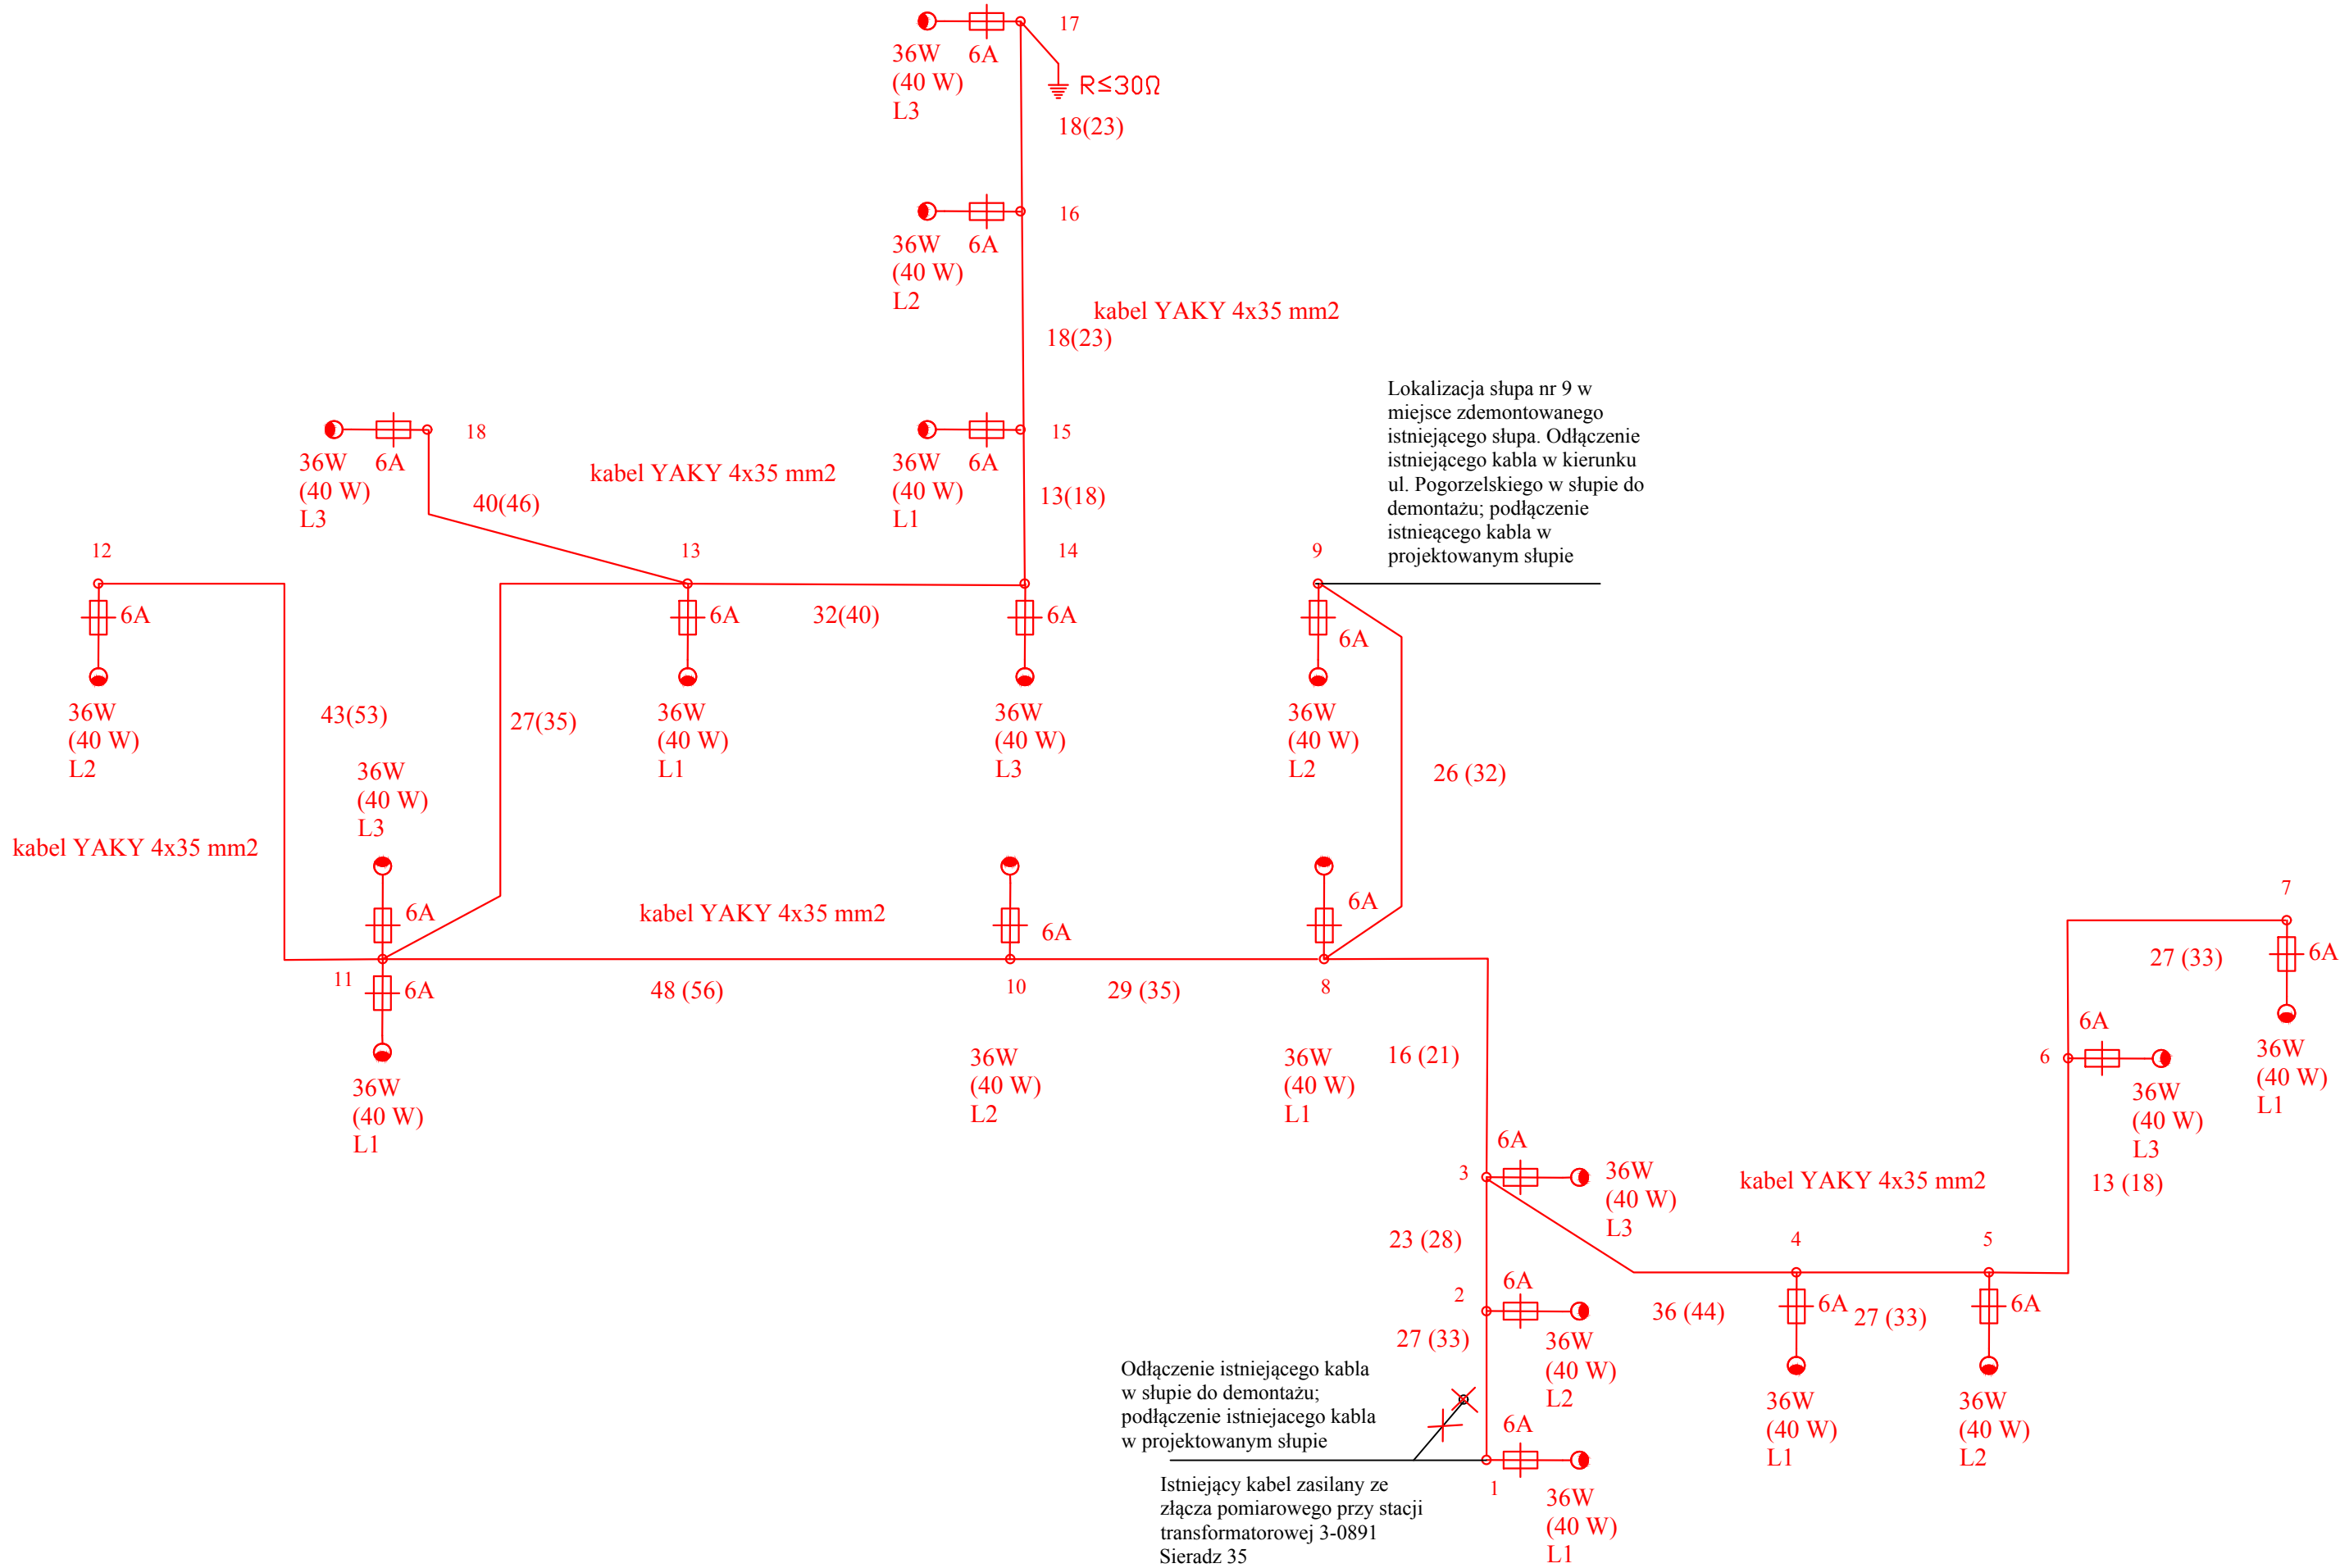 17
36W
6A
(40 W)
L3
R≤30Ω
18(23)
16
36W
6A
(40 W)
L2
kabel YAKY 4x35 mm2
18(23)
Lokalizacja słupa nr 9 w
miejsce zdemontowanego
istniejącego słupa. Odłączenie
istniejącego kabla w kierunku
ul. Pogorzelskiego w słupie do
demontażu; podłączenie
istnieącego kabla w
projektowanym słupie
18
36W
6A
(40 W)
L3
kabel YAKY 4x35 mm2
40(46)
15
36W
6A
(40 W)
L1
13(18)
12
6A
36W
(40 W)
L2
13
6A
36W
(40 W)
L1
32(40)
14
6A
36W
(40 W)
L3
9
6A
36W
(40 W)
L2
43(53)
27(35)
26 (32)
36W
(40 W)
L3
kabel YAKY 4x35 mm2
6A
kabel YAKY 4x35 mm2
6A
6A
11
6A
48 (56)
10
29 (35)
8
36W
(40 W)
L1
36W
(40 W)
L2
36W
(40 W)
L1
16 (21)
7
27 (33)
6A
36W
(40 W)
L1
6A
6
36W
(40 W)
L3
13 (18)
6A
3
36W
(40 W)
L3
kabel YAKY 4x35 mm2
23 (28)
4
5
6A
2
36 (44)
6A
27 (33)
6A
27 (33)
36W
(40 W)
L2
36W
(40 W)
L1
36W
(40 W)
L2
Odłączenie istniejącego kabla
w słupie do demontażu;
podłączenie istniejacego kabla
w projektowanym słupie
6A
1
36W
(40 W)
L1
Istniejący kabel zasilany ze
złącza pomiarowego przy stacji
transformatorowej 3-0891
Sieradz 35